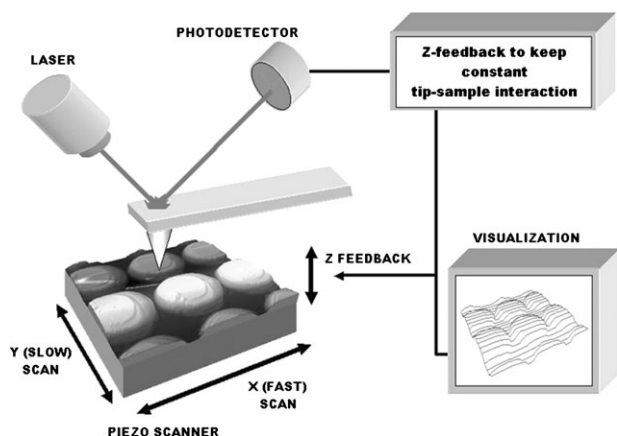 PHOTODETECTOR
LASER
Z-feedback to keep
constant
tip-sample interaction
VISUALIZATION
Z FEEDBACK
Y (SLOW)
SCAN
X (FAST)
SCAN
PIEZO SCANNER